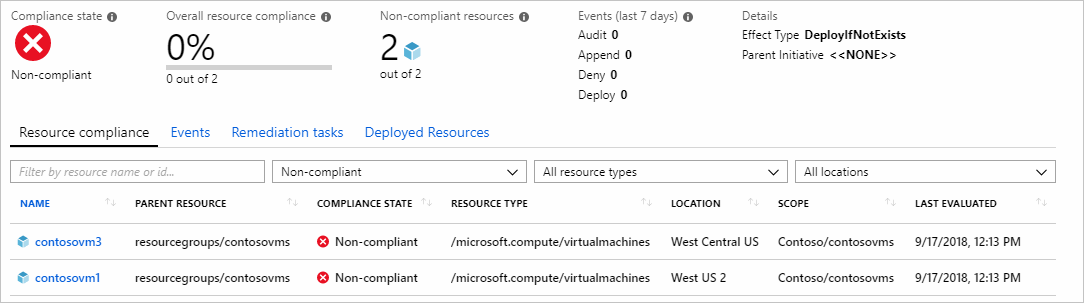 Compliance state
Overall resource compliance
Non-compliant resources
Events (last 7 days)
Details
Non-compliant
0%
0 out of 2
2
out of 2
Audit 0
Append 0
Deny 0
Deploy 0
Effect Type DeployIfNotExists
Parent Initiative <<NONE>>
Resource compliance Events Remediation tasks Deployed Resources
Filter by resource name or id... Non-compliant All resource types All locations
NAME PARENT RESOURCE COMPLIANCE STATE RESOURCE TYPE LOCATION SCOPE LAST EVALUATED
contosovm3 resourcegroups/contosovms Non-compliant /microsoft.compute/virtualmachines West Central US Contoso/contosovms 9/17/2018, 12:13 PM
contosovm1 resourcegroups/contosovms Non-compliant /microsoft.compute/virtualmachines West US 2 Contoso/contosovms 9/17/2018, 12:13 PM